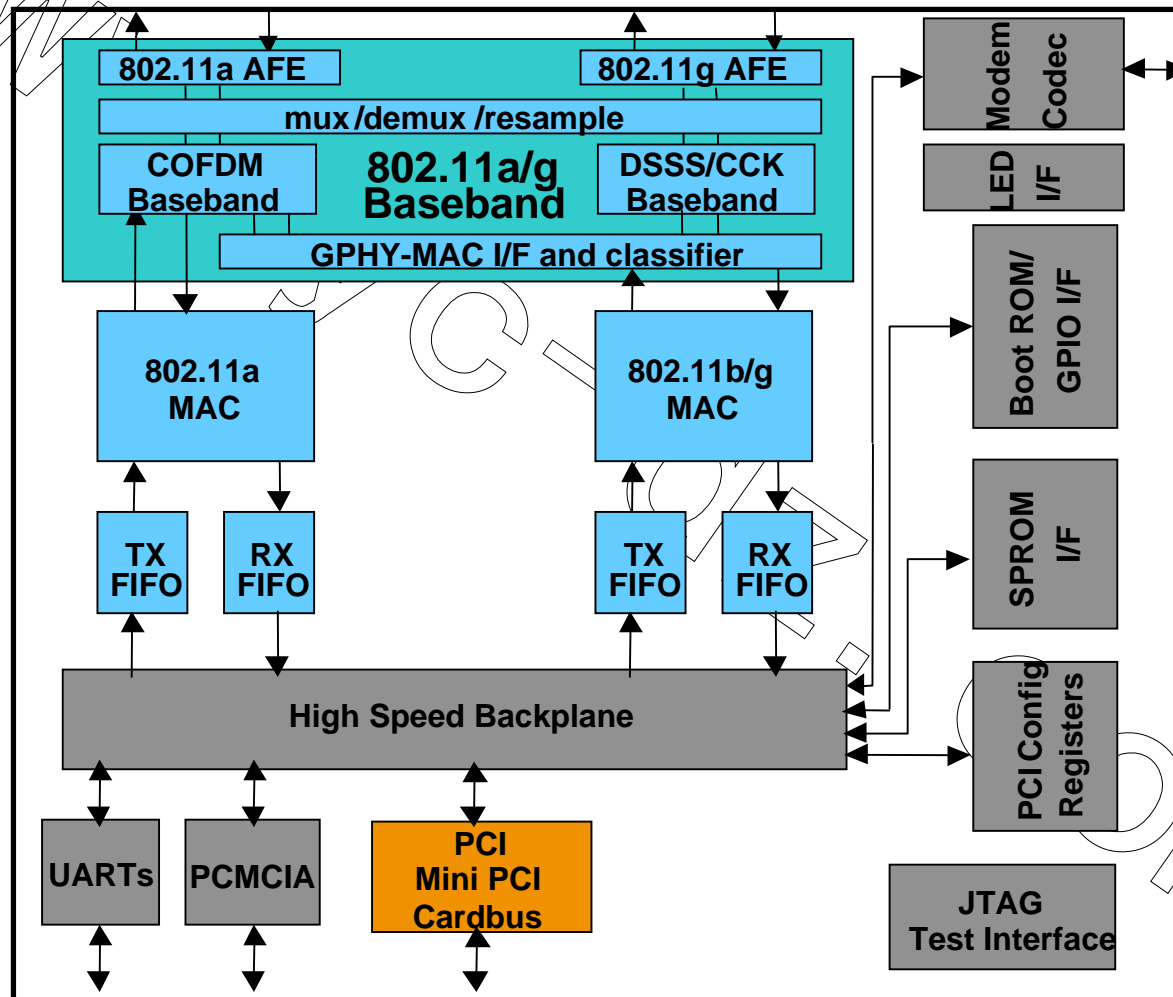 802.11a AFE
802.11g AFE
mux/demux/resample
COFDM
Baseband
802.11a/g
Baseband
DSSS/CCK
Baseband
GPHY-MAC I/F and classifier
802.11a
MAC
802.11b/g
MAC
TX
FIFO
RX
FIFO
TX
FIFO
RX
FIFO
High Speed Backplane
UARTs
PCMCIA
PCI
Mini PCI
Cardbus
Modem
Codec
LED
I/F
Boot ROM/
GPIO I/F
SPROM
I/F
PCI Config
Registers
JTAG
Test Interface